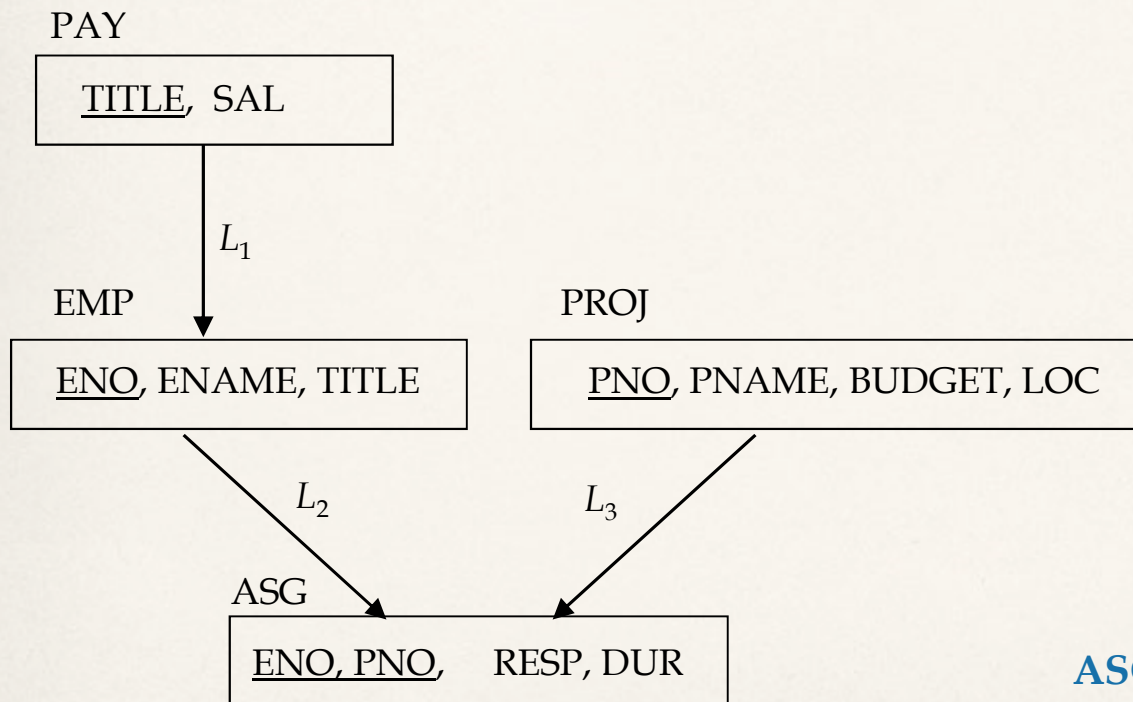 PAY
TITLE, SAL
L1
EMP
PROJ
ENO, ENAME, TITLE
PNO, PNAME, BUDGET, LOC
L2
L3
ASG
ENO, PNO, RESP, DUR